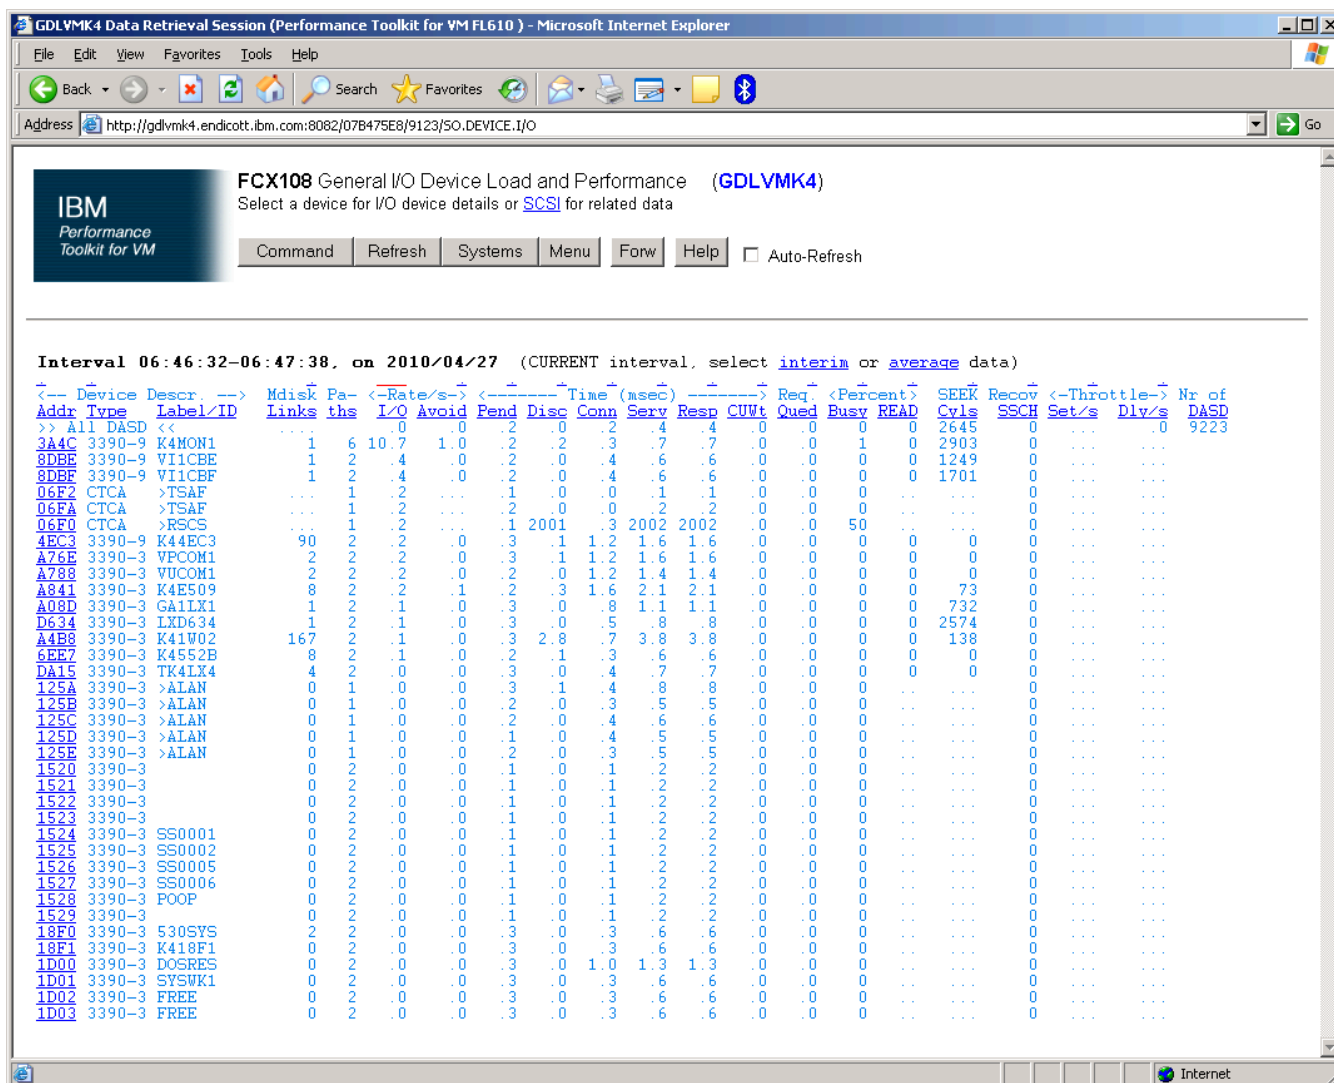 GDLVMK4 Data Retrieval Session (Performance Toolkit for VM FL610 ) - Microsoft Internet Explorer
File Edit View Favorites Tools Help
Back Search Favorites
Address http://gdlvmk4.endicott.ibm.com:8082/07B475E8/9123/SO.DEVICE.I/O Go
FCX108 General I/O Device Load and Performance (GDLVMK4)
Select a device for I/O device details or SCSI for related data
IBM
Performance
Toolkit for VM
Command Refresh Systems Menu Forw Help Auto-Refresh
Interval 06:46:32-06:47:38, on 2010/04/27 (CURRENT interval, select interim or average data)
<-- Device Descr. --> Mdisk Pa- <-Rate/s-> <------- Time (msec) -------> Req. <Percent> SEEK Recov <-Throttle-> Nr of
Addr Type Label/ID Links ths I/O Avoid Pend Disc Conn Serv Resp CUWt Qued Busy READ Cyls SSCH Set/s Dly/s DASD
>> All DASD << .... .0 .0 .2 .0 .2 .4 .4 .0 .0 0 0 2645 0 ... .0 9223
3A4C 3390-9 K4MON1 1 6 10.7 1.0 .2 .2 .3 .7 .7 .0 .0 1 0 2903 0 ... ...
8DBE 3390-9 VI1CBE 1 2 .4 .0 .2 .0 .4 .6 .6 .0 .0 0 0 1249 0 ... ...
8DBF 3390-9 VI1CBF 1 2 .4 .0 .2 .0 .4 .6 .6 .0 .0 0 0 1701 0 ... ...
06F2 CTCA >TSAF ... 1 .2 ... .1 .0 .0 .1 .1 .0 .0 0 .. ... 0 ... ...
06FA CTCA >TSAF ... 1 .2 ... .2 .0 .0 .2 .2 .0 .0 0 .. ... 0 ... ...
06F0 CTCA >RSCS ... 1 .2 ... .1 2001 .3 2002 2002 .0 .0 50 .. ... 0 ... ...
4EC3 3390-9 K44EC3 90 2 .2 .0 .3 .1 1.2 1.6 1.6 .0 .0 0 0 0 0 ... ...
A76E 3390-3 VPCOM1 2 2 .2 .0 .3 .1 1.2 1.6 1.6 .0 .0 0 0 0 0 ... ...
A788 3390-3 VUCOM1 2 2 .2 .0 .2 .0 1.2 1.4 1.4 .0 .0 0 0 0 0 ... ...
A841 3390-3 K4E509 8 2 .2 .1 .2 .3 1.6 2.1 2.1 .0 .0 0 0 73 0 ... ...
A08D 3390-3 GA1LX1 1 2 .1 .0 .3 .0 .8 1.1 1.1 .0 .0 0 0 732 0 ... ...
D634 3390-3 LXD634 1 2 .1 .0 .3 .0 .5 .8 .8 .0 .0 0 0 2574 0 ... ...
A4B8 3390-3 K41W02 167 2 .1 .0 .3 2.8 .7 3.8 3.8 .0 .0 0 0 138 0 ... ...
6EE7 3390-3 K4552B 8 2 .1 .0 .2 .1 .3 .6 .6 .0 .0 0 0 0 0 ... ...
DA15 3390-3 TK4LX4 4 2 .0 .0 .3 .0 .4 .7 .7 .0 .0 0 0 0 0 ... ...
125A 3390-3 >ALAN 0 1 .0 .0 .3 .1 .4 .8 .8 .0 .0 0 .. ... 0 ... ...
125B 3390-3 >ALAN 0 1 .0 .0 .2 .0 .3 .5 .5 .0 .0 0 .. ... 0 ... ...
125C 3390-3 >ALAN 0 1 .0 .0 .2 .0 .4 .6 .6 .0 .0 0 .. ... 0 ... ...
125D 3390-3 >ALAN 0 1 .0 .0 .1 .0 .4 .5 .5 .0 .0 0 .. ... 0 ... ...
125E 3390-3 >ALAN 0 1 .0 .0 .2 .0 .3 .5 .5 .0 .0 0 .. ... 0 ... ...
1520 3390-3 0 2 .0 .0 .1 .0 .1 .2 .2 .0 .0 0 .. ... 0 ... ...
1521 3390-3 0 2 .0 .0 .1 .0 .1 .2 .2 .0 .0 0 .. ... 0 ... ...
1522 3390-3 0 2 .0 .0 .1 .0 .1 .2 .2 .0 .0 0 .. ... 0 ... ...
1523 3390-3 0 2 .0 .0 .1 .0 .1 .2 .2 .0 .0 0 .. ... 0 ... ...
1524 3390-3 SS0001 0 2 .0 .0 .1 .0 .1 .2 .2 .0 .0 0 .. ... 0 ... ...
1525 3390-3 SS0002 0 2 .0 .0 .1 .0 .1 .2 .2 .0 .0 0 .. ... 0 ... ...
1526 3390-3 SS0005 0 2 .0 .0 .1 .0 .1 .2 .2 .0 .0 0 .. ... 0 ... ...
1527 3390-3 SS0006 0 2 .0 .0 .1 .0 .1 .2 .2 .0 .0 0 .. ... 0 ... ...
1528 3390-3 POOP 0 2 .0 .0 .1 .0 .1 .2 .2 .0 .0 0 .. ... 0 ... ...
1529 3390-3 0 2 .0 .0 .1 .0 .1 .2 .2 .0 .0 0 .. ... 0 ... ...
18F0 3390-3 530SYS 2 2 .0 .0 .3 .0 .3 .6 .6 .0 .0 0 .. ... 0 ... ...
18F1 3390-3 K418F1 0 2 .0 .0 .3 .0 .3 .6 .6 .0 .0 0 .. ... 0 ... ...
1D00 3390-3 DOSRES 0 2 .0 .0 .3 .0 1.0 1.3 1.3 .0 .0 0 .. ... 0 ... ...
1D01 3390-3 SYSWK1 0 2 .0 .0 .3 .0 .3 .6 .6 .0 .0 0 .. ... 0 ... ...
1D02 3390-3 FREE 0 2 .0 .0 .3 .0 .3 .6 .6 .0 .0 0 .. ... 0 ... ...
1D03 3390-3 FREE 0 2 .0 .0 .3 .0 .3 .6 .6 .0 .0 0 .. ... 0 ... ...
Internet